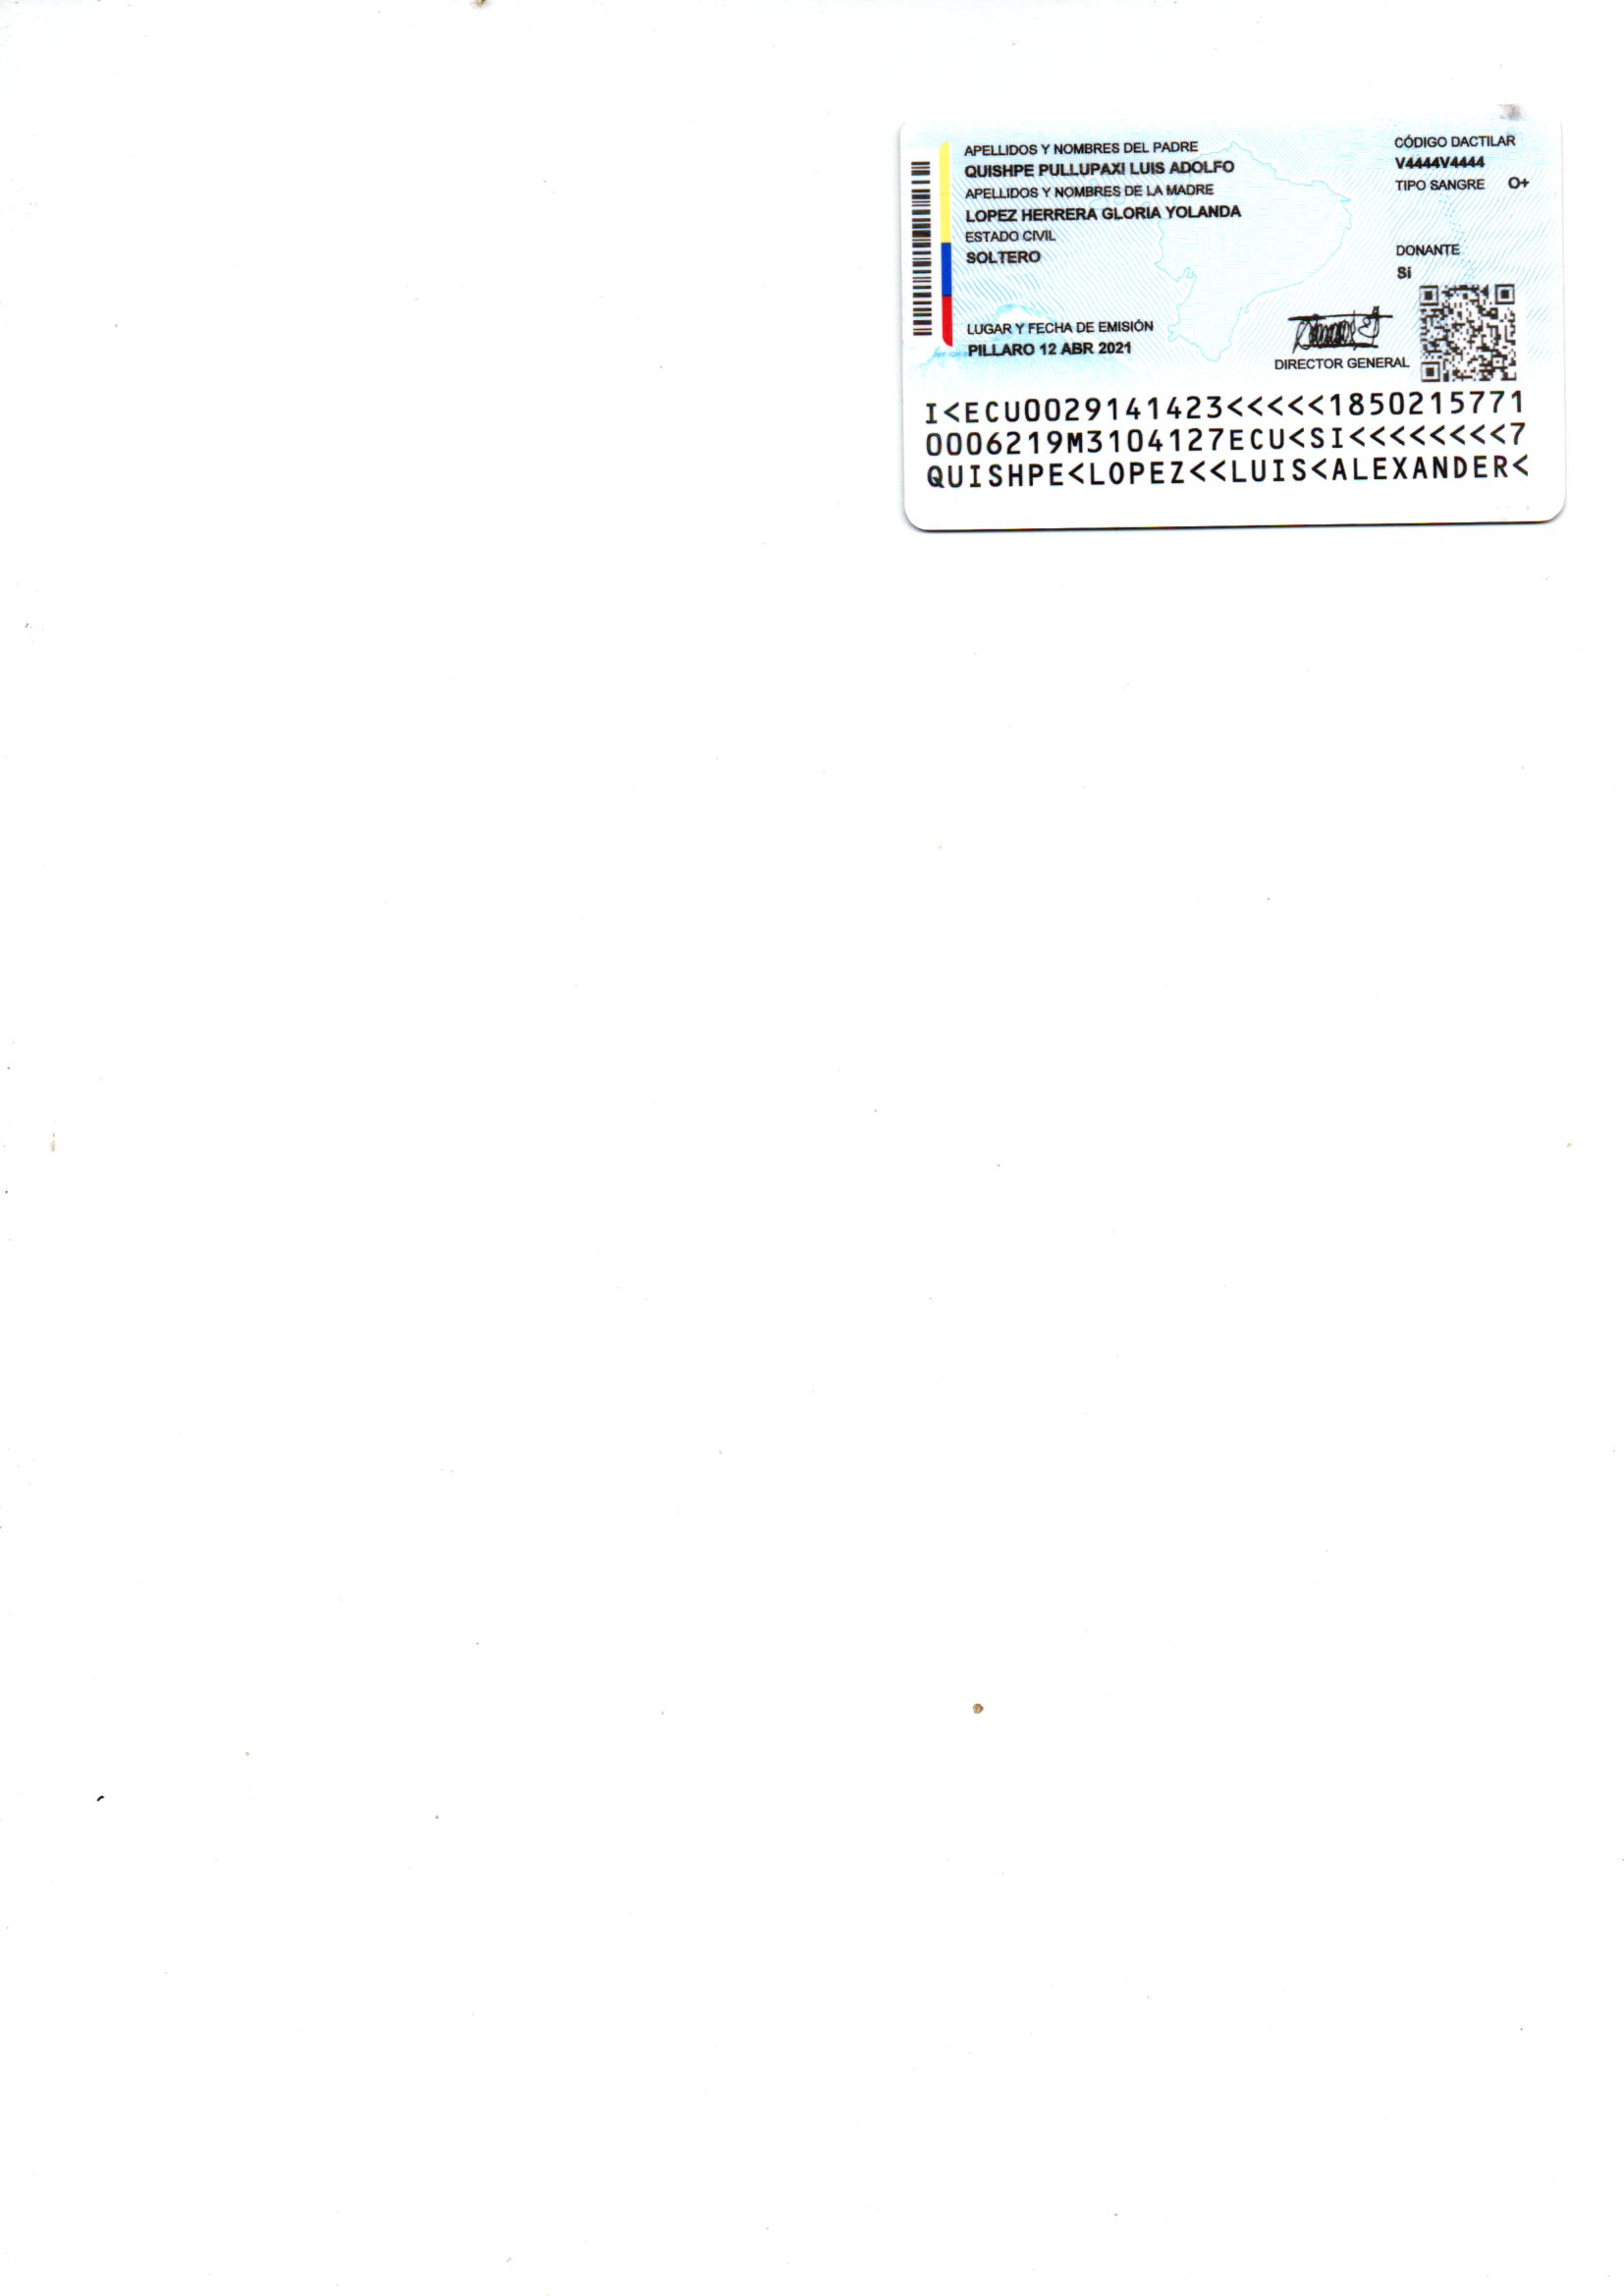 APELLIDOS Y NOMBRES DEL PADRE
QUISHPE PULLUPAXI LUIS ADOLFO
APELLIDOS Y NOMBRES DE LA MADRE
LOPEZ HERRERA GLORIA YOLANDA
ESTADO CIVIL
SOLTERO
LUGAR Y FECHA DE EMISIÓN
PILLARO 12 ABR 2021
CÓDIGO DACTILAR
V4444V4444
TIPO SANGRE O+
DONANTE
Si
DIRECTOR GENERAL
I<ECU0029141423<<<<<1850215771
0006219M3104127ECU<SI<<<<<<<<7
QUISHPE<LOPEZ<<LUIS<ALEXANDER<